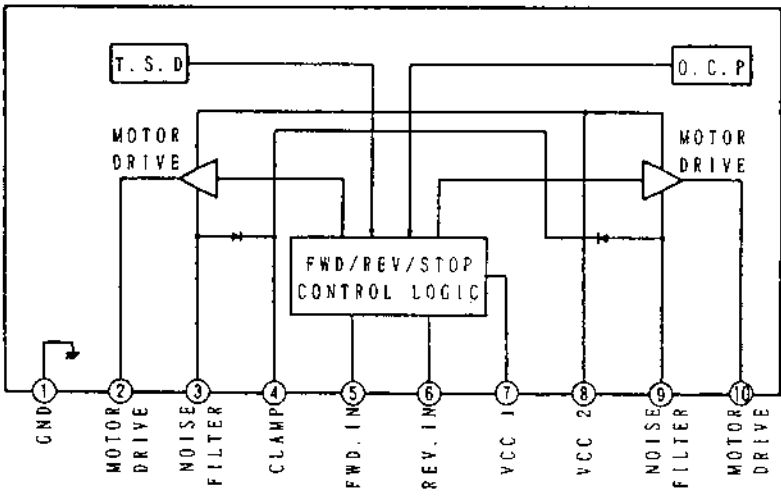 T.S.D
O.C.P
MOTOR
DRIVE
MOTOR
DRIVE
FWD/REV/STOP
CONTROL LOGIC
1
2
3
4
5
6
7
8
9
10
GND
MOTOR
DRIVE
NOISE
FILTER
CLAMP
FWD.IN
REV.IN
VCC 1
VCC 2
NOISE
FILTER
MOTOR
DRIVE